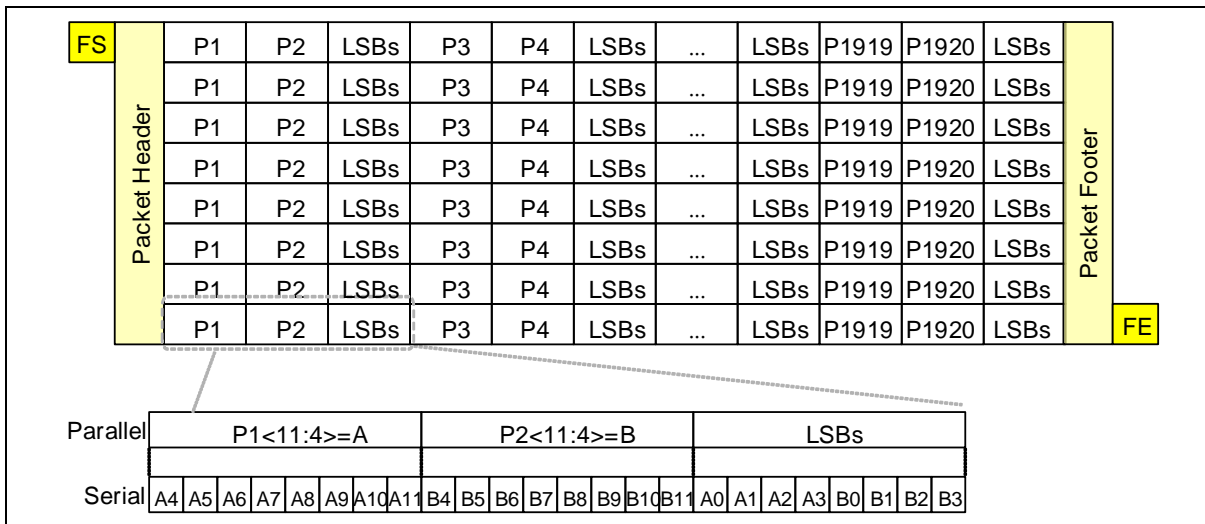 FS P1 P2 LSBs P3 P4 LSBs ... LSBs P1919 P1920 LSBs
P1 P2 LSBs P3 P4 LSBs ... LSBs P1919 P1920 LSBs
P1 P2 LSBs P3 P4 LSBs ... LSBs P1919 P1920 LSBs
P1 P2 LSBs P3 P4 LSBs ... LSBs P1919 P1920 LSBs
P1 P2 LSBs P3 P4 LSBs ... LSBs P1919 P1920 LSBs
P1 P2 LSBs P3 P4 LSBs ... LSBs P1919 P1920 LSBs
P1 P2 LSBs P3 P4 LSBs ... LSBs P1919 P1920 LSBs
P1 P2 LSBs P3 P4 LSBs ... LSBs P1919 P1920 LSBs FE
Packet Header
Packet Footer
Parallel P1<11:4>=A P2<11:4>=B LSBs
Serial A4 A5 A6 A7 A8 A9 A10 A11 B4 B5 B6 B7 B8 B9 B10 B11 A0 A1 A2 A3 B0 B1 B2 B3